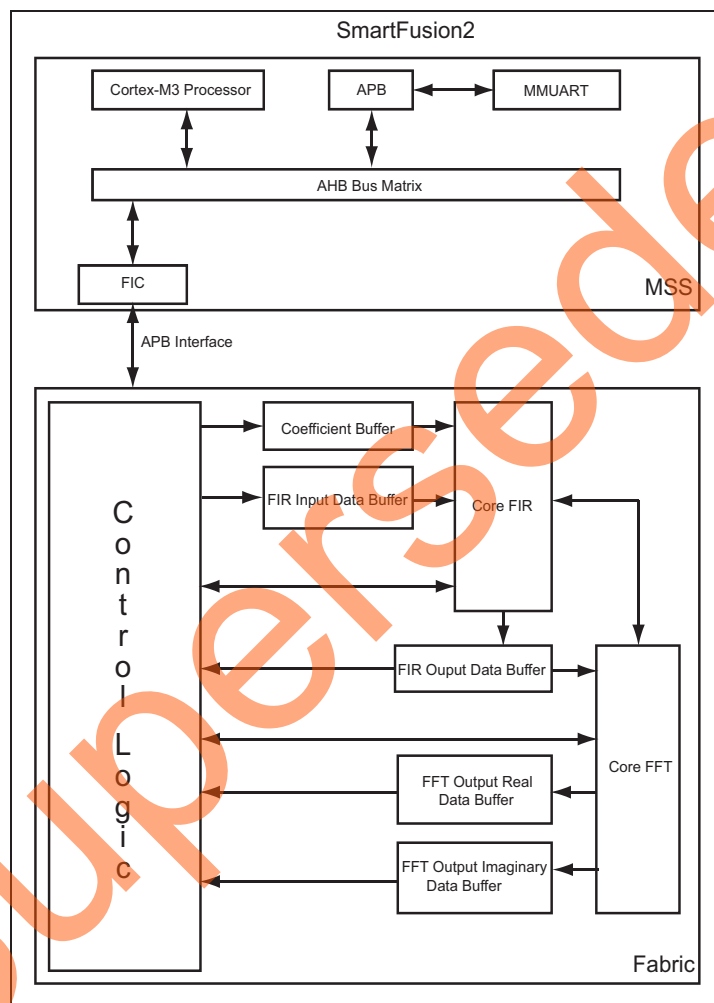 SmartFusion2
Cortex-M3 Processor
APB
MMUART
AHB Bus Matrix
FIC
MSS
APB Interface
Control Logic
Coefficient Buffer
FIR Input Data Buffer
Core FIR
FIR Ouput Data Buffer
Core FFT
FFT Output Real
Data Buffer
FFT Output Imaginary
Data Buffer
Fabric
Superseded